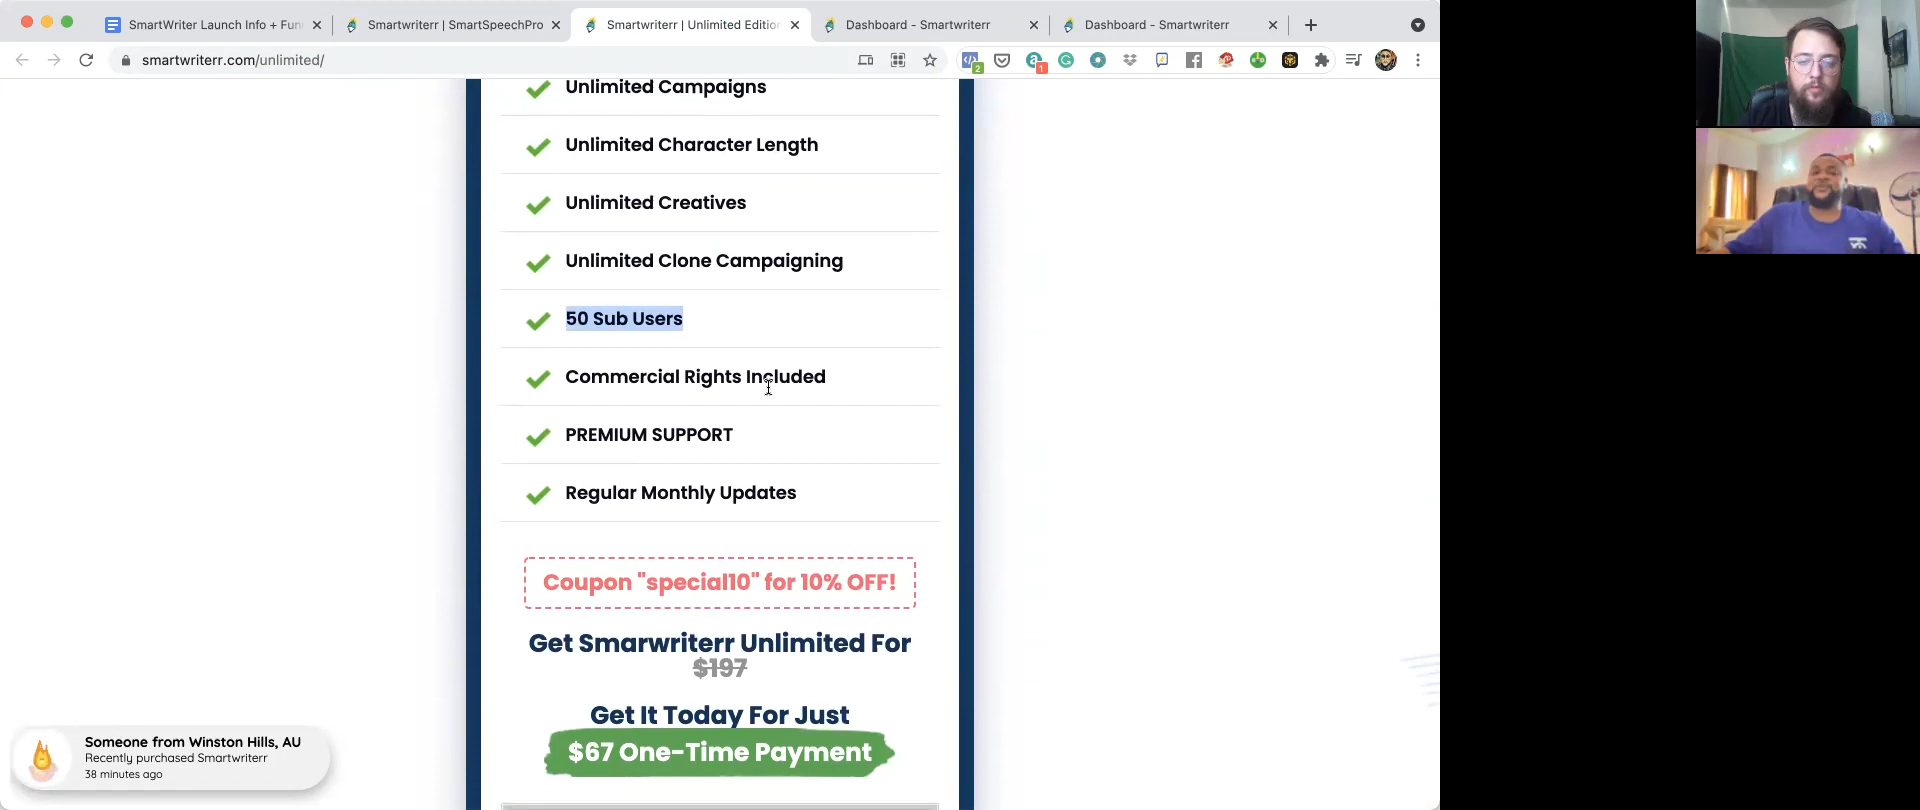 SmartWriter Launch Info + Fun
Smartwriterr | SmartSpeechPro
Smartwriterr | Unlimited Edition
Dashboard - Smartwriterr
Dashboard - Smartwriterr
smartwriterr.com/unlimited/
2
1
Unlimited Campaigns
Unlimited Character Length
Unlimited Creatives
Unlimited Clone Campaigning
50 Sub Users
Commercial Rights Included
PREMIUM SUPPORT
Regular Monthly Updates
Coupon "special10" for 10% OFF!
Get Smarwriterr Unlimited For
$197
Get It Today For Just
$67 One-Time Payment
Someone from Winston Hills, AU
Recently purchased Smartwriterr
38 minutes ago